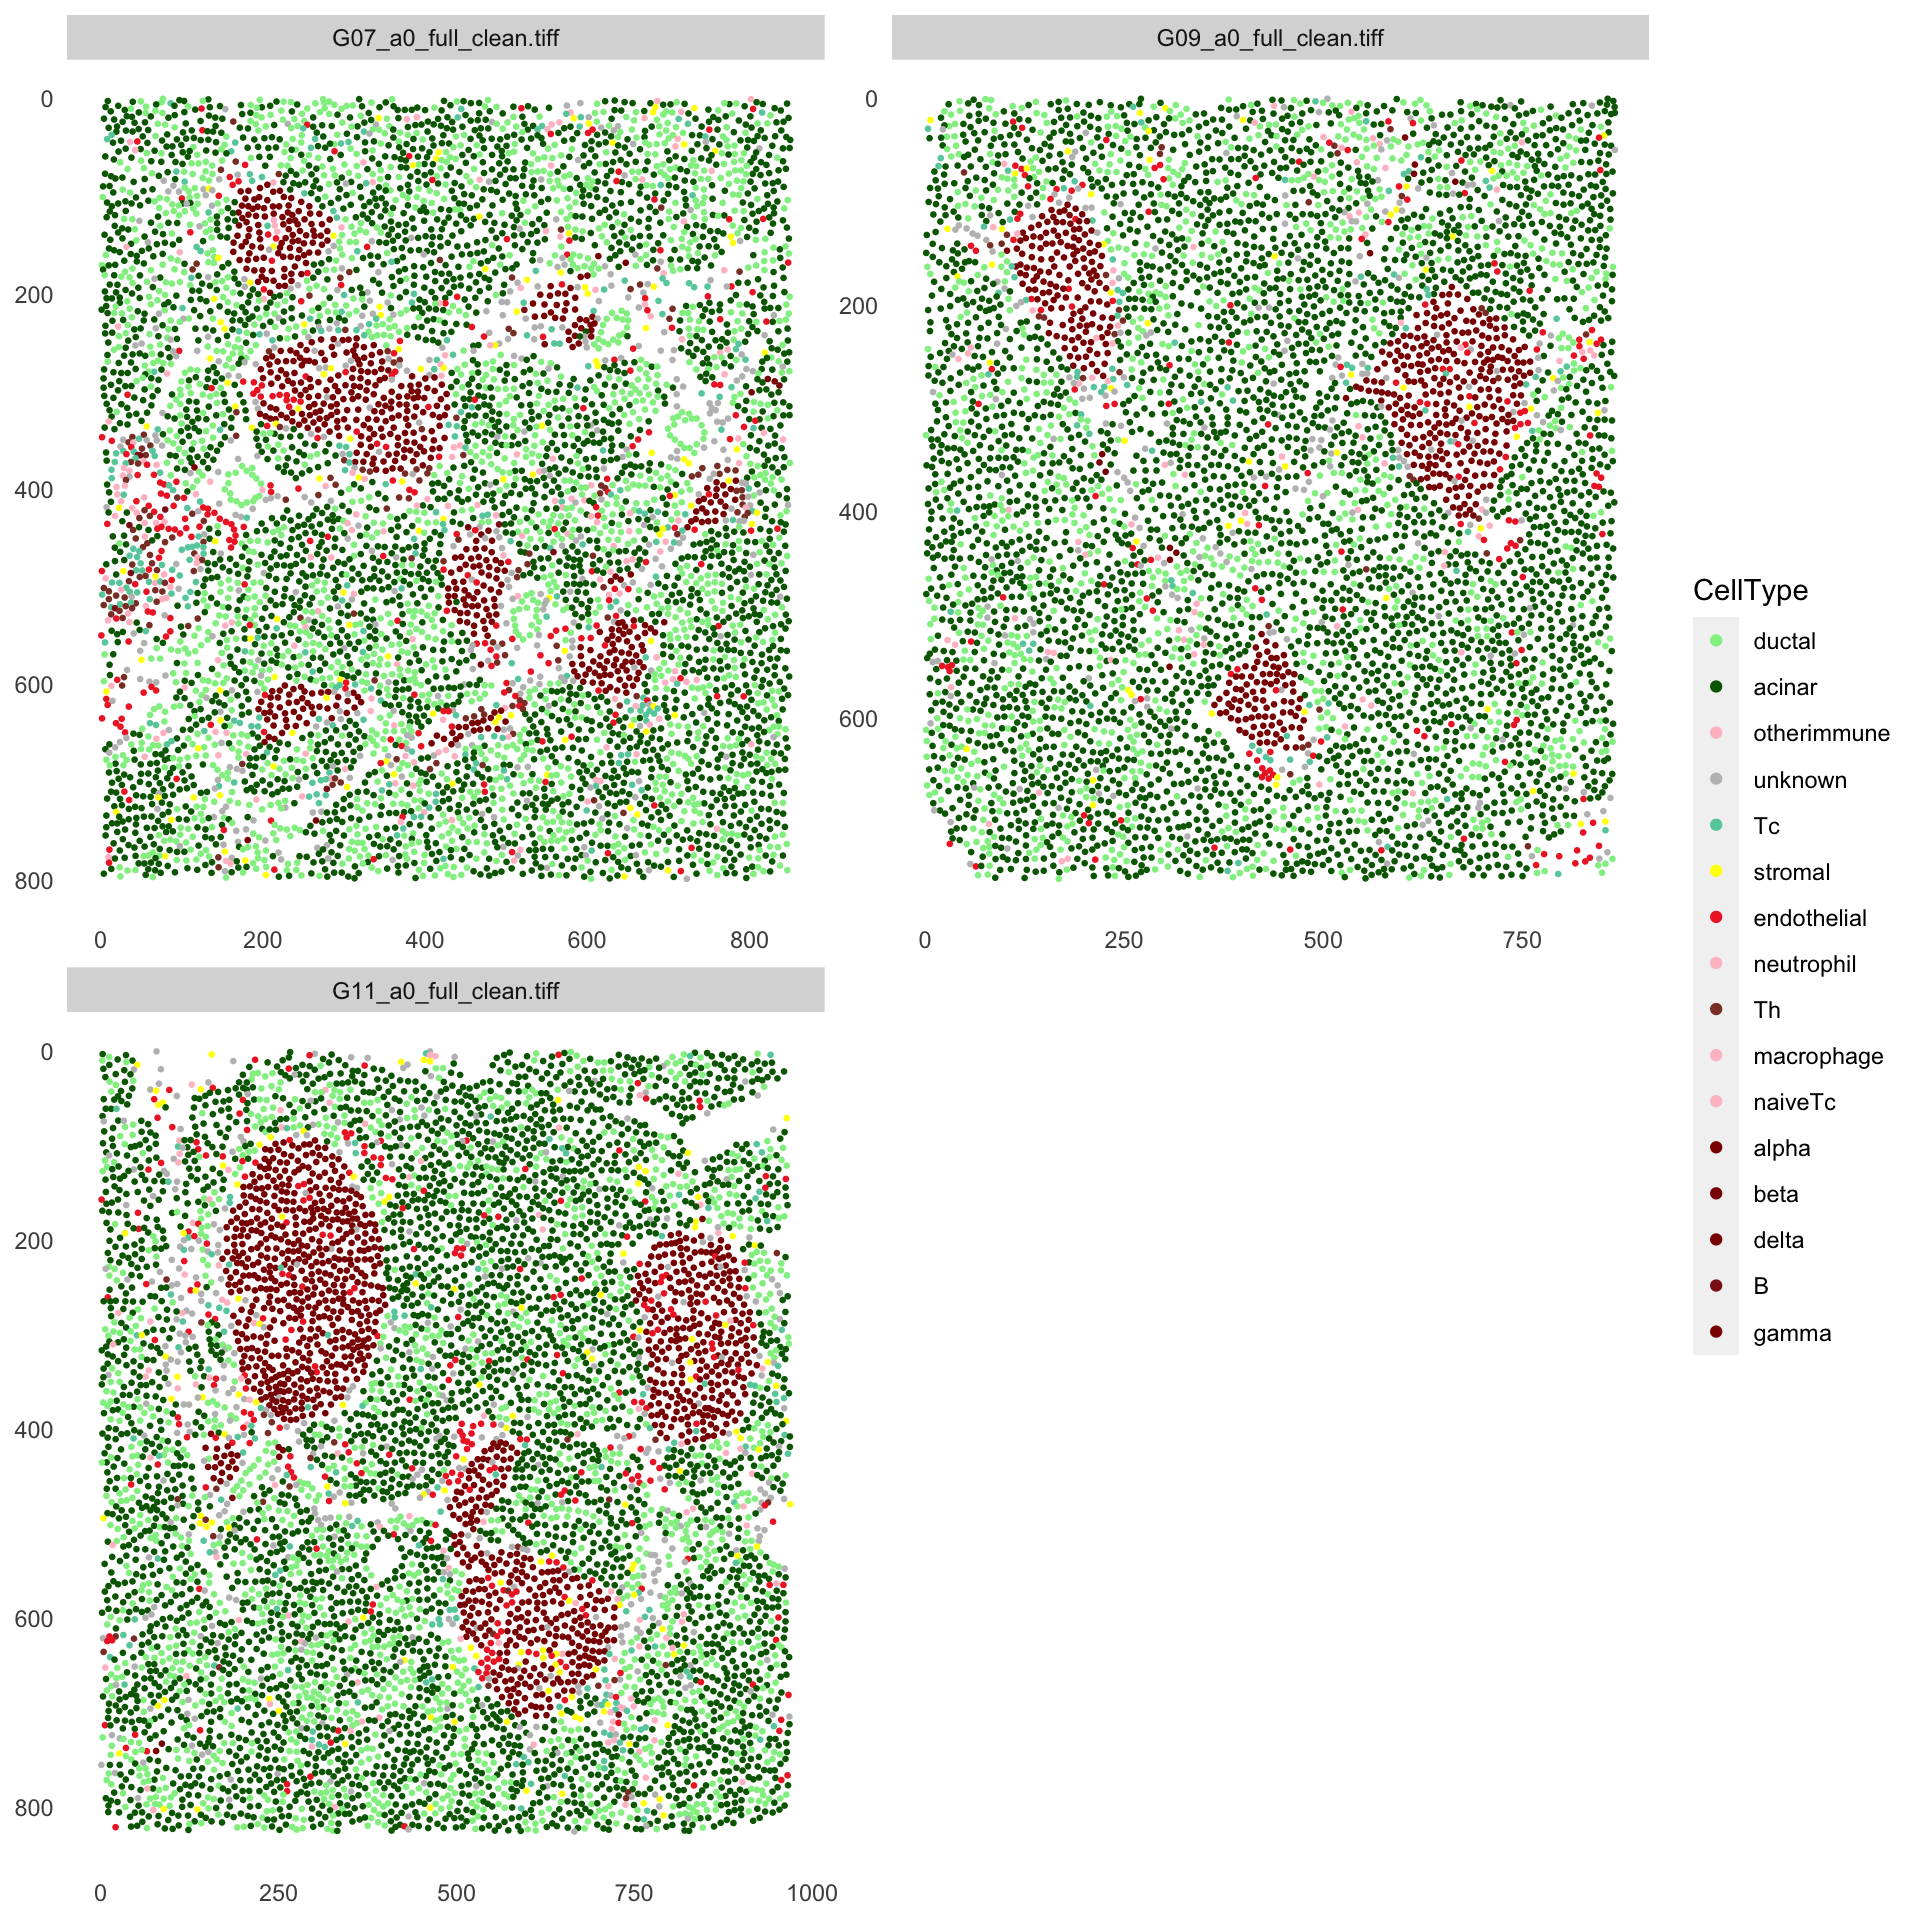 G07_a0_full_clean.tiff
G09_a0_full_clean.tiff
0
200
400
600
800
0 200 400 600 800
0
200
400
600
0 250 500 750
G11_a0_full_clean.tiff
0
200
400
600
800
0 250 500 750 1000
CellType
ductal
acinar
otherimmune
unknown
Tc
stromal
endothelial
neutrophil
Th
macrophage
naiveTc
alpha
beta
delta
B
gamma